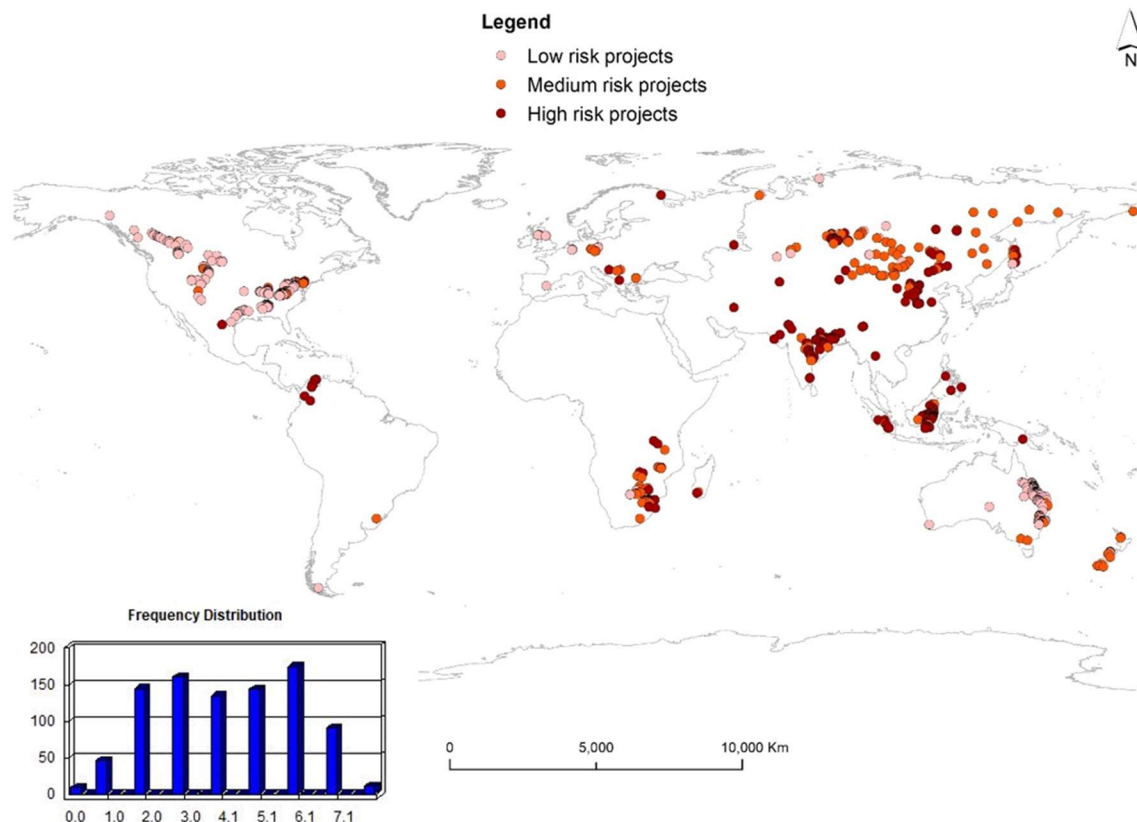 Legend
Low risk projects
Medium risk projects
High risk projects
N
Frequency Distribution
200
150
100
50
0
0.0 1.0 2.0 3.0 4.1 5.1 6.1 7.1
0 5,000 10,000 Km